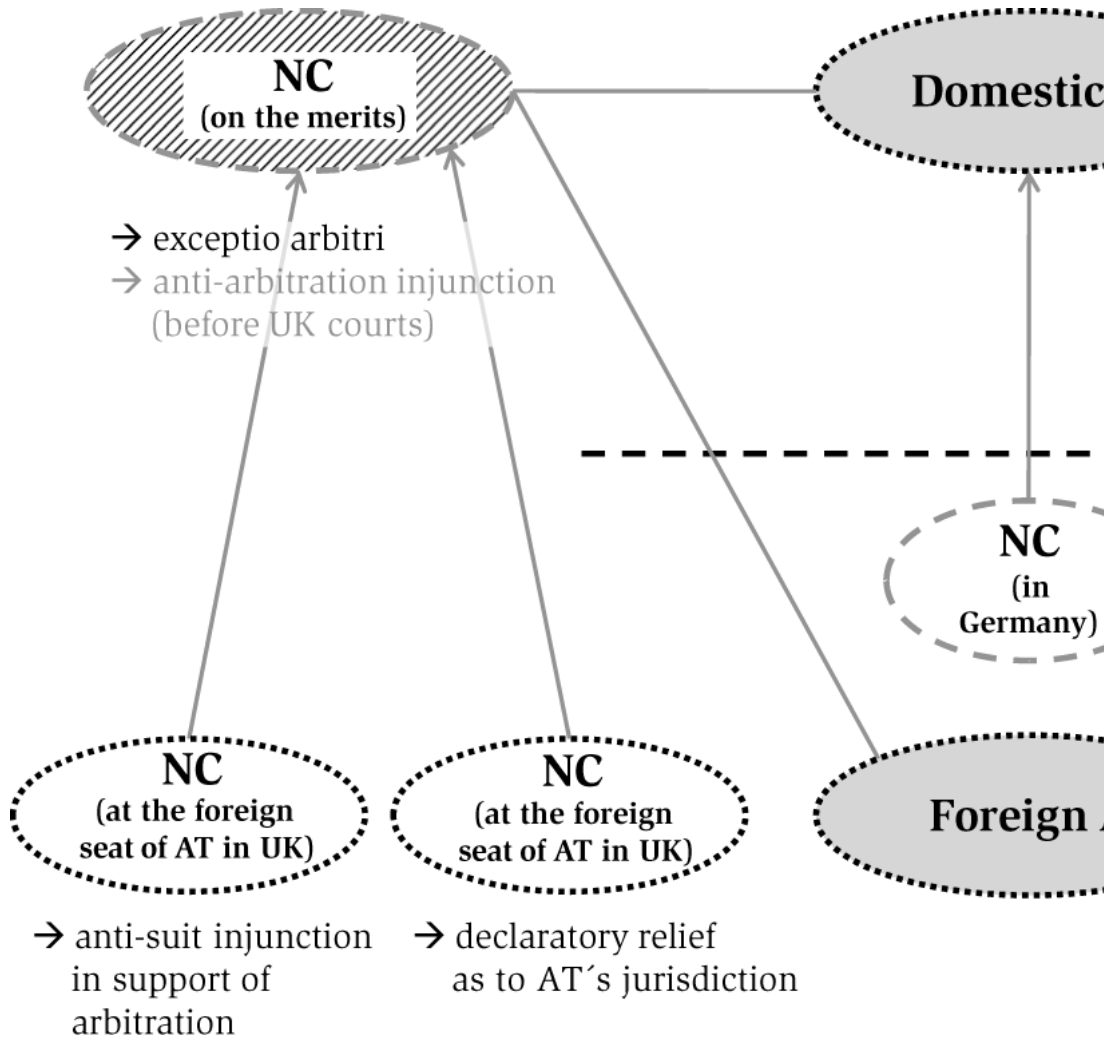 NC
(on the merits)
Domestic
→ exceptio arbitri
→ anti-arbitration injunction
(before UK courts)
NC
(in
Germany)
NC
(at the foreign
seat of AT in UK)
NC
(at the foreign
seat of AT in UK)
Foreign
→ anti-suit injunction
in support of
arbitration
→ declaratory relief
as to AT´s jurisdiction